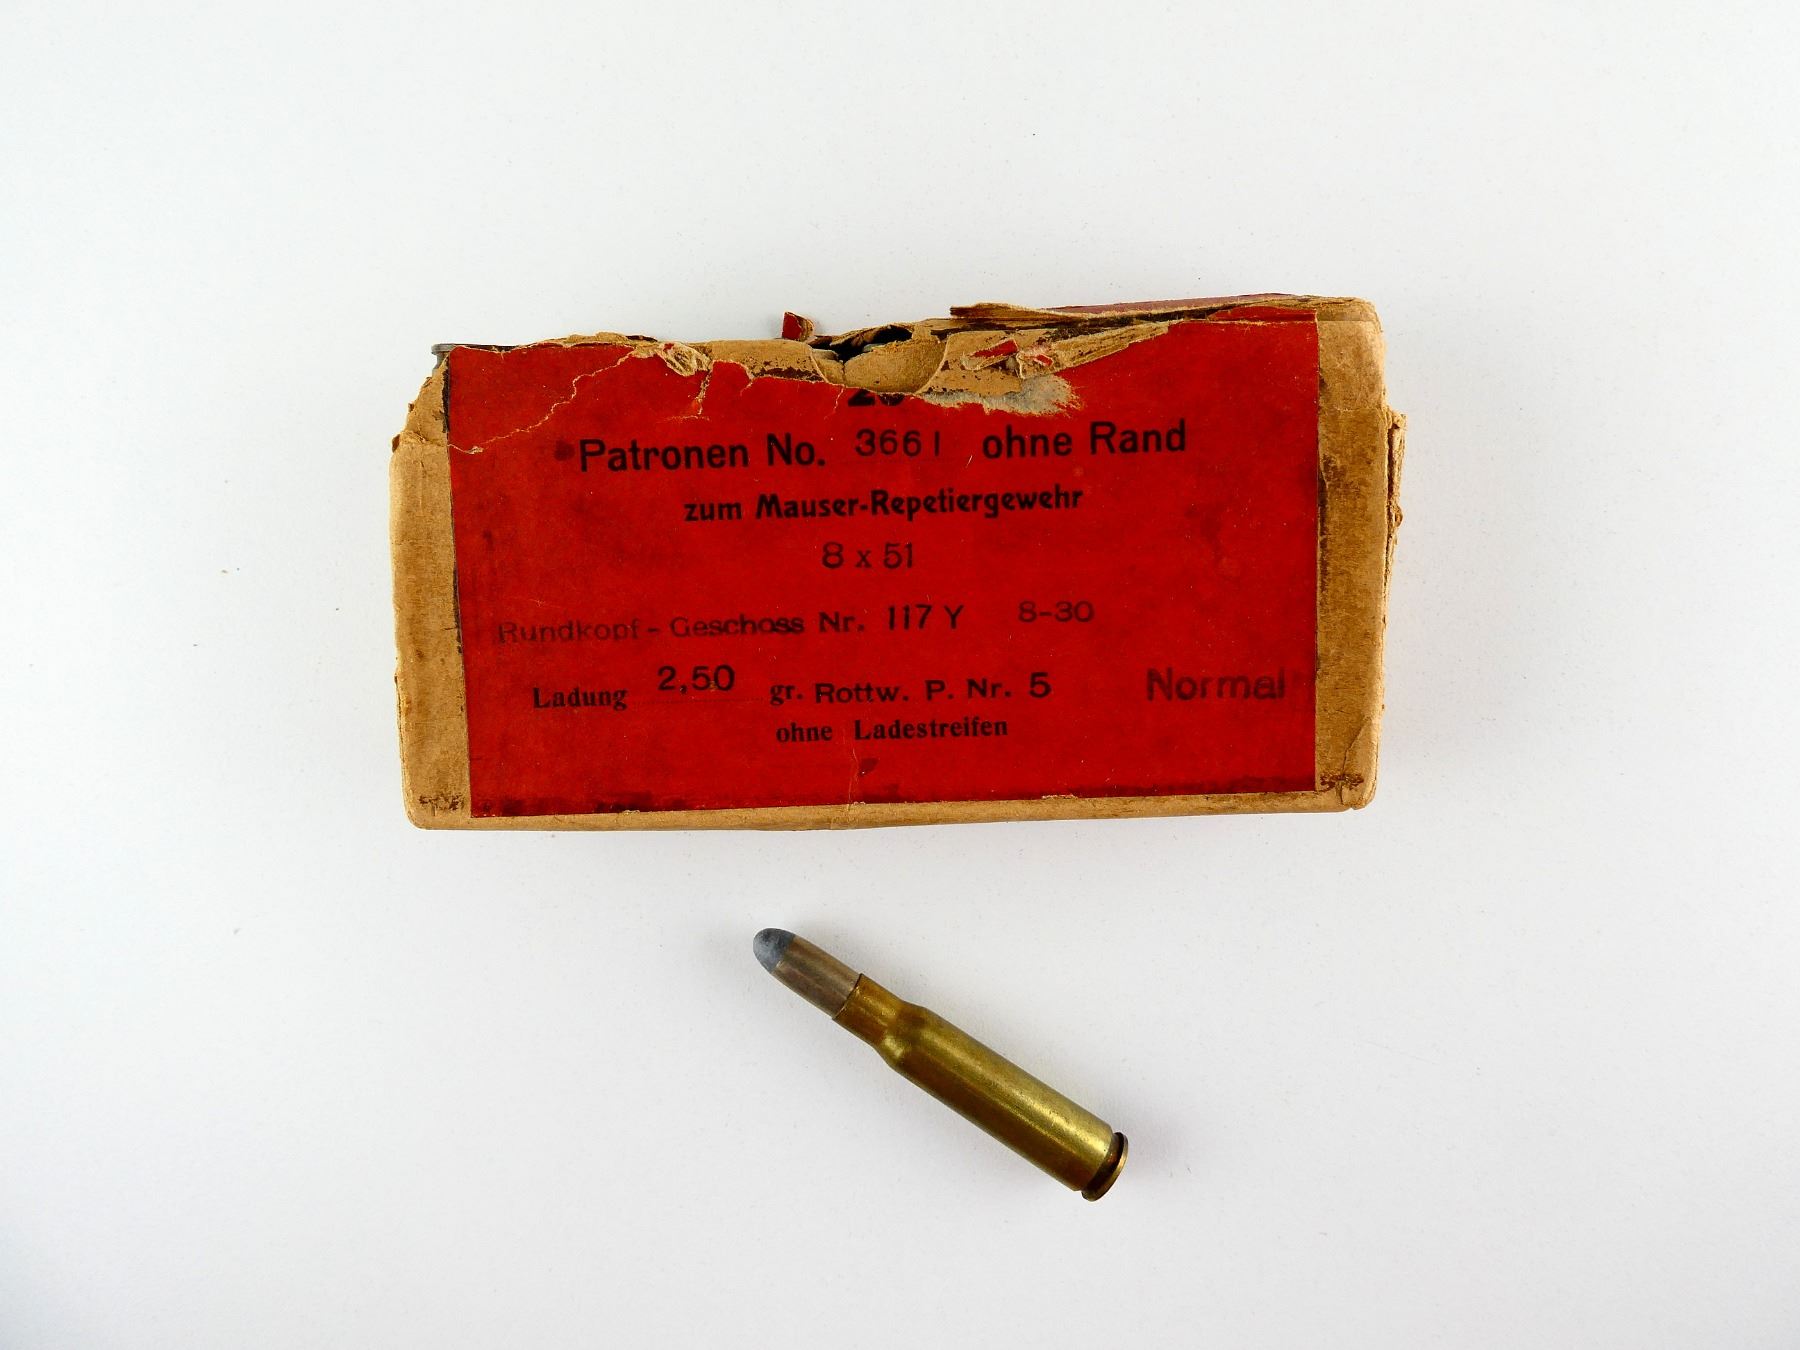 Patronen No. 3661 ohne Rand
zum Mauser-Repetiergewehr
8 x 51
Rundkopf - Geschoss Nr. 117 Y 8-30
Ladung 2,50 gr. Rottw. P. Nr. 5 Normal
ohne Ladestreifen